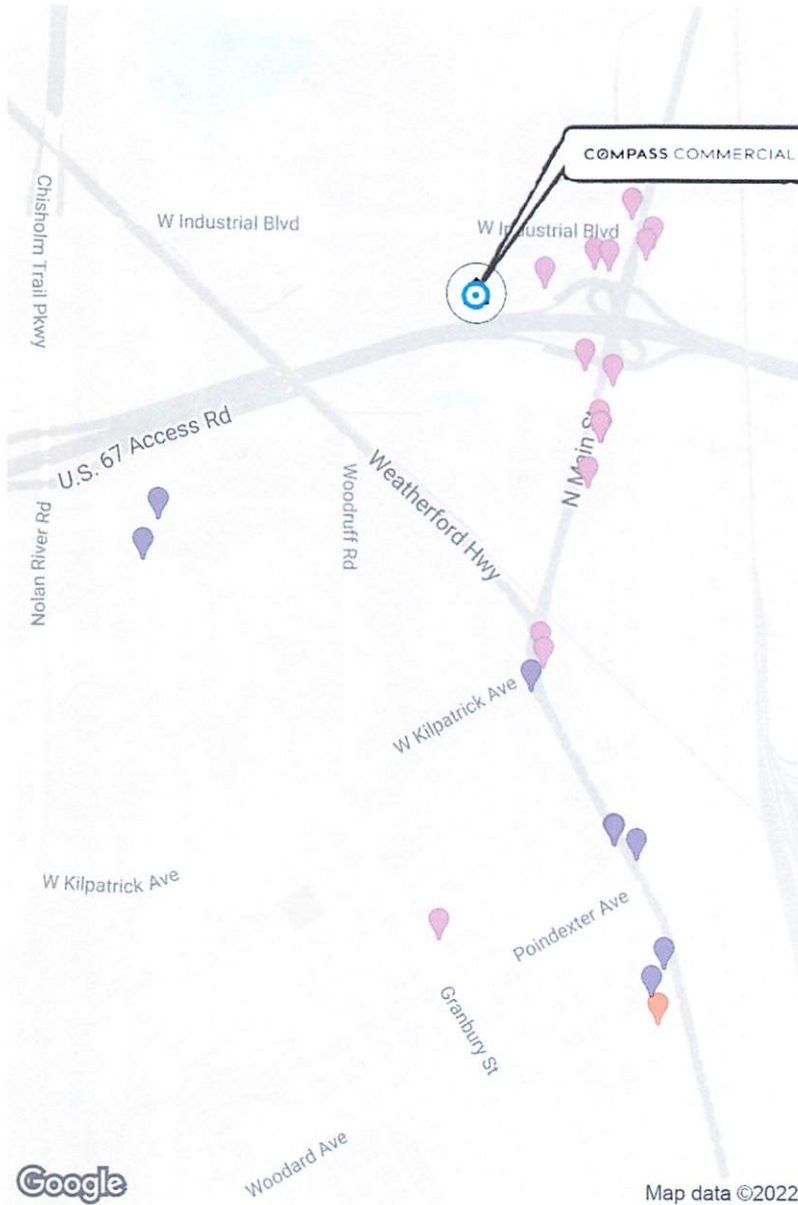 COMPASS COMMERCIAL
Chisholm Trail Pkwy
W Industrial Blvd
W Industrial Blvd
U.S. 67 Access Rd
Nolan River Rd
Woodruff Rd
Weatherford Hwy
N Main St
W Kilpatrick Ave
W Kilpatrick Ave
Poindexter Ave
Granbury St
Woodard Ave
Google
Map data ©2022